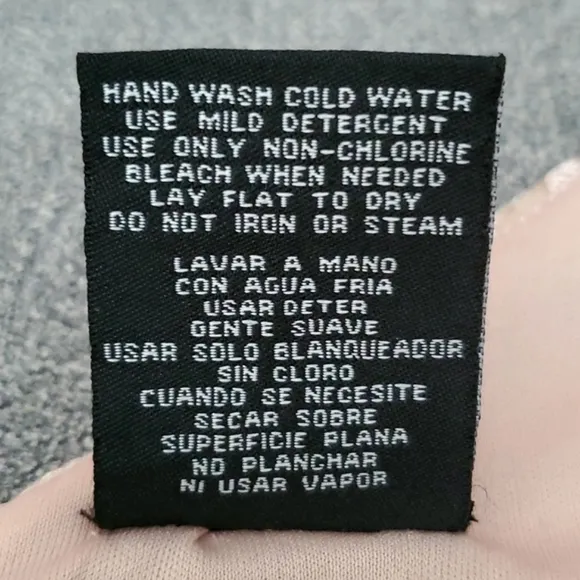 HAND WASH COLD WATER
USE MILD DETERGENT
USE ONLY NON-CHLORINE
BLEACH WHEN NEEDED
LAY FLAT TO DRY
DO NOT IRON OR STEAM
LAVAR A MANO
CON AGUA FRIA
USAR DETER
GENTE SUAVE
USAR SOLO BLANQUEADOR
SIN CLORO
CUANDO SE NECESITE
SECAR SOBRE
SUPERFICIE PLANA
NO PLANCHAR
NI USAR VAPOR